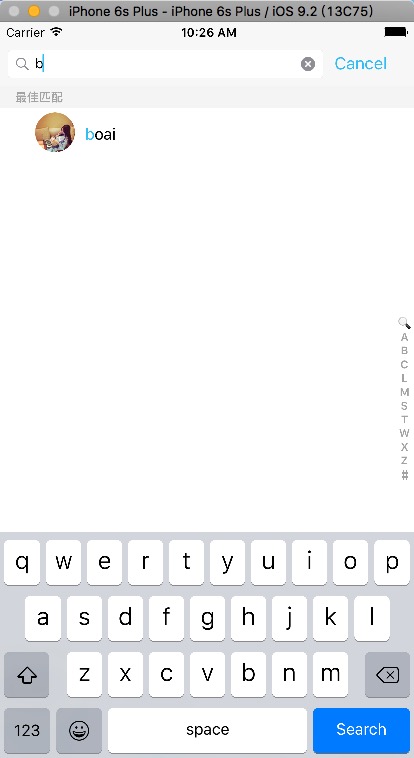 iPhone 6s Plus - iPhone 6s Plus / iOS 9.2 (13C75)
Carrier 10:26 AM
b Cancel
最佳匹配
boai
A
B
C
L
M
S
T
W
X
Z
#
q w e r t y u i o p
a s d f g h j k l
z x c v b n m
123 space Search